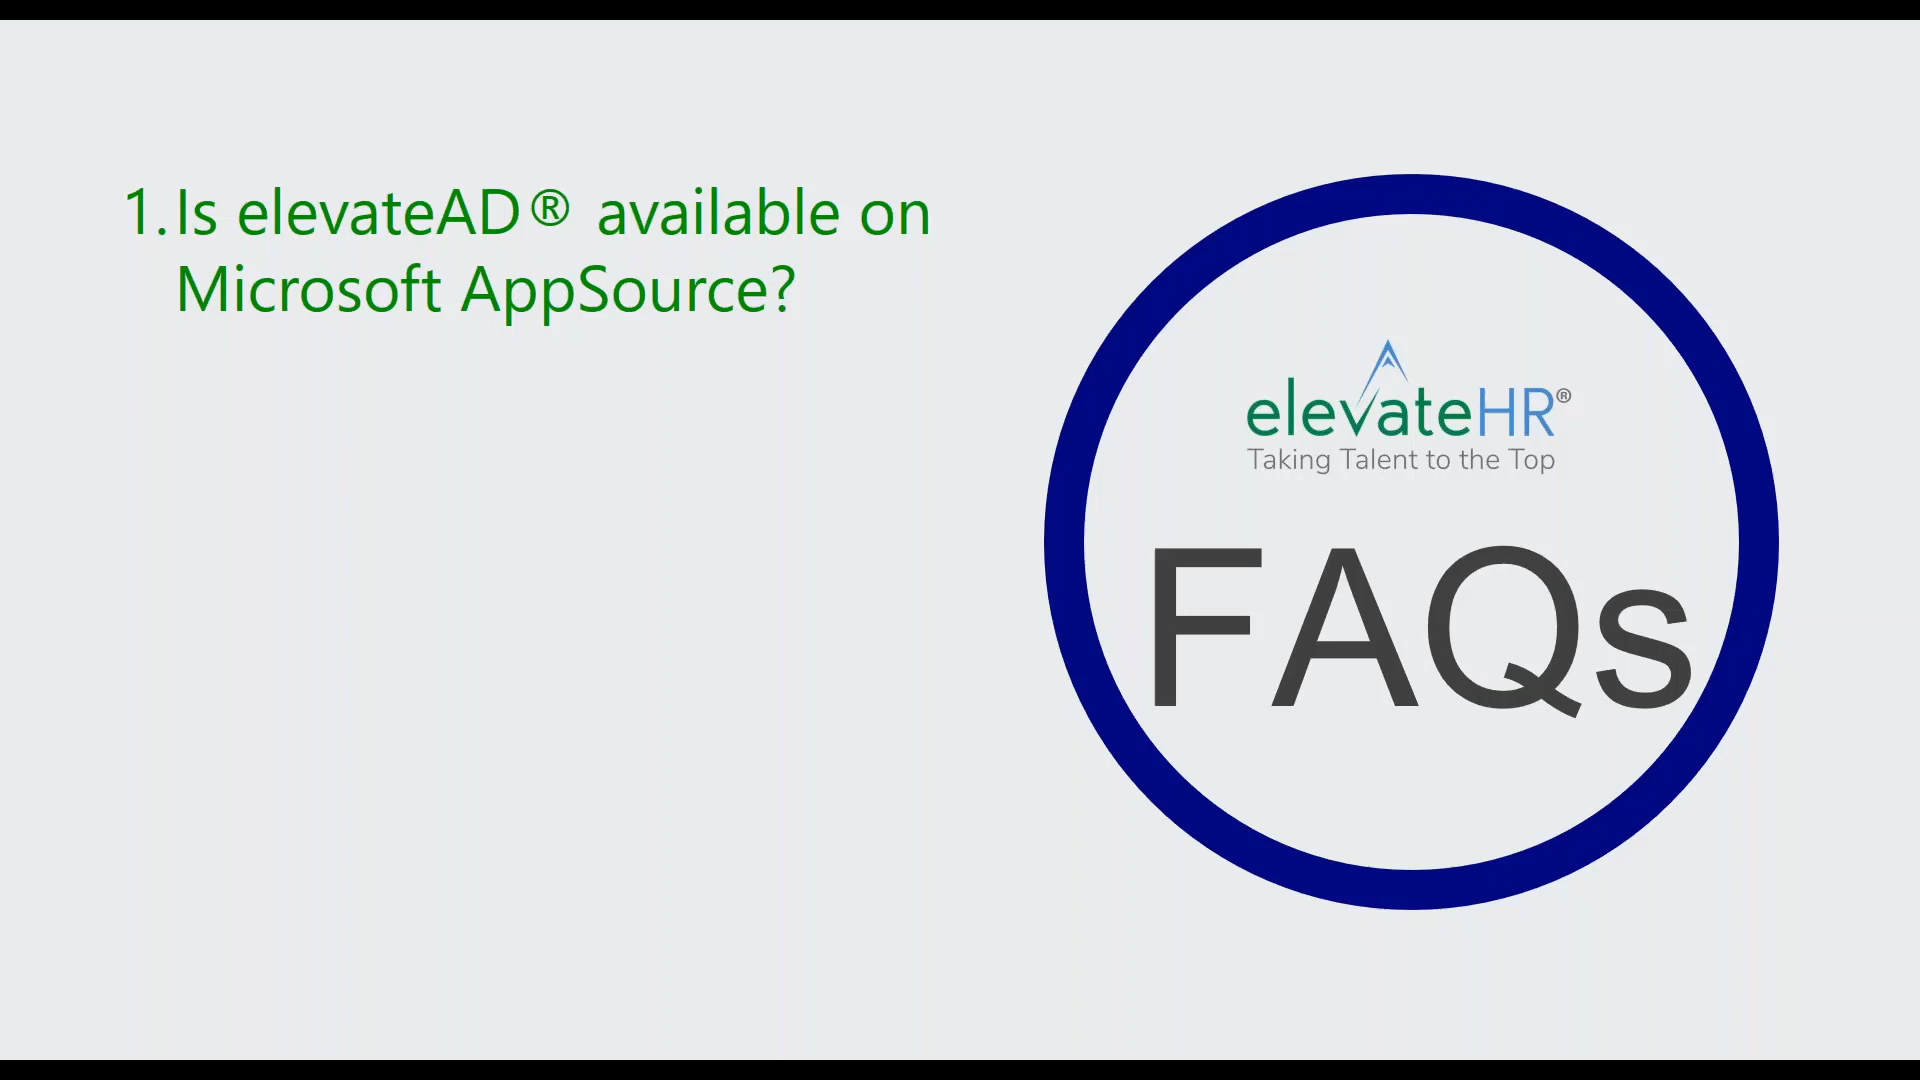 1. Is elevateAD® available on
Microsoft AppSource?
elevateHR®
Taking Talent to the Top
FAQs